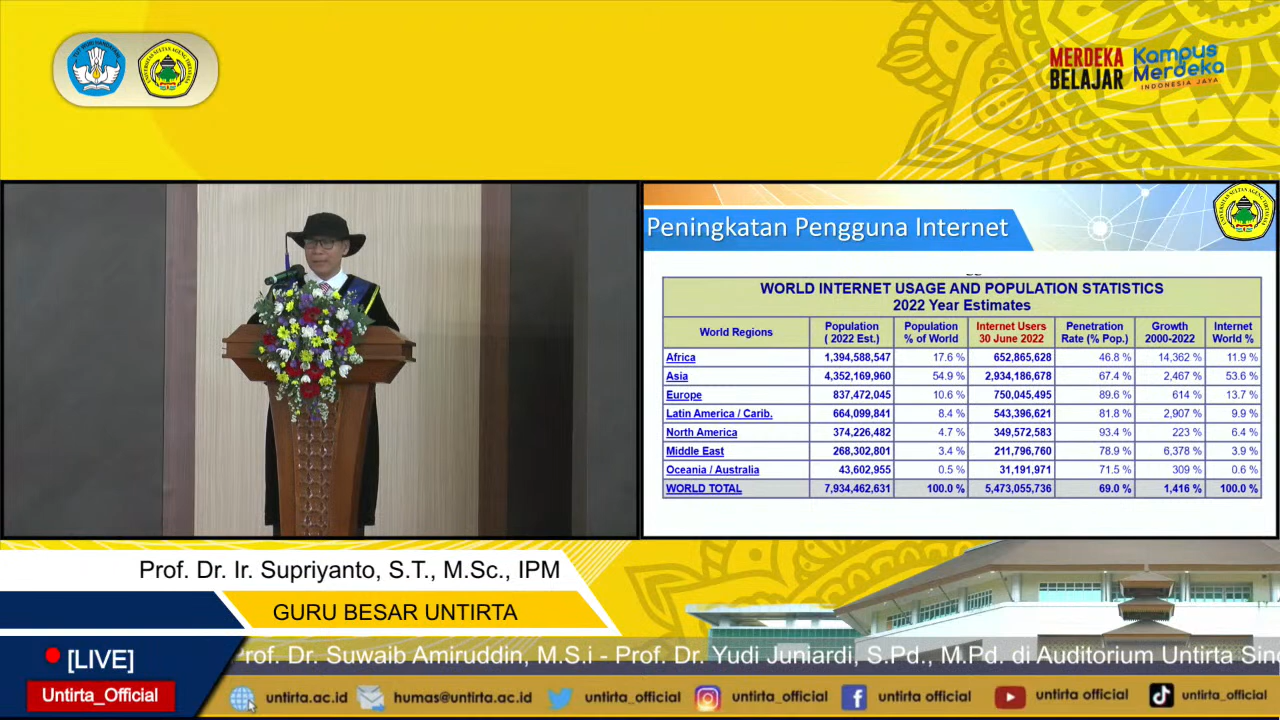 TUT WURI HANDAYANI
UNIVERSITAS SULTAN AGENG TIRTAYASA
MERDEKA
BELAJAR
Kampus
Merdeka
INDONESIA JAYA
Peningkatan Pengguna Internet
WORLD INTERNET USAGE AND POPULATION STATISTICS
2022 Year Estimates
World Regions Population ( 2022 Est.) Population % of World Internet Users 30 June 2022 Penetration Rate (% Pop.) Growth 2000-2022 Internet World %
Africa 1,394,588,547 17.6 % 652,865,628 46.8 % 14,362 % 11.9 %
Asia 4,352,169,960 54.9 % 2,934,186,678 67.4 % 2,467 % 53.6 %
Europe 837,472,045 10.6 % 750,045,495 89.6 % 614 % 13.7 %
Latin America / Carib. 664,099,841 8.4 % 543,396,621 81.8 % 2,907 % 9.9 %
North America 374,226,482 4.7 % 349,572,583 93.4 % 223 % 6.4 %
Middle East 268,302,801 3.4 % 211,796,760 78.9 % 6,378 % 3.9 %
Oceania / Australia 43,602,955 0.5 % 31,191,971 71.5 % 309 % 0.6 %
WORLD TOTAL 7,934,462,631 100.0 % 5,473,055,736 69.0 % 1,416 % 100.0 %
Prof. Dr. Ir. Supriyanto, S.T., M.Sc., IPM
GURU BESAR UNTIRTA
[LIVE]
Prof. Dr. Suwaib Amiruddin, M.S.i - Prof. Dr. Yudi Juniardi, S.Pd., M.Pd. di Auditorium Untirta
Untirta_Official
untirta.ac.id humas@untirta.ac.id untirta_official untirta_official untirta official untirta official untirta_official